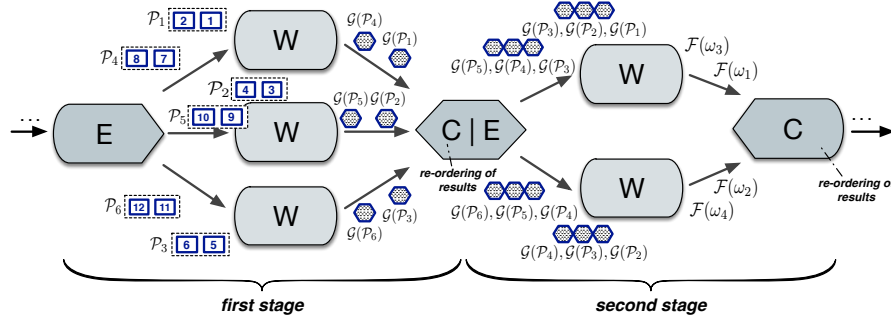 P₁ 2 1
W
G(P₄)
G(P₁)
P₄ 8 7
P₂ 4 3
...
E
P₅ 10 9
W
G(P₅) G(P₂)
P₆ 12 11
P₃ 6 5
W
G(P₃)
G(P₆)
C | E
re-ordering of
results
G(P₃), G(P₂), G(P₁)
G(P₅), G(P₄), G(P₃)
W
F(ω₃)
F(ω₁)
G(P₆), G(P₅), G(P₄)
G(P₄), G(P₃), G(P₂)
W
F(ω₂)
F(ω₄)
C
...
re-ordering o
results
first stage
second stage